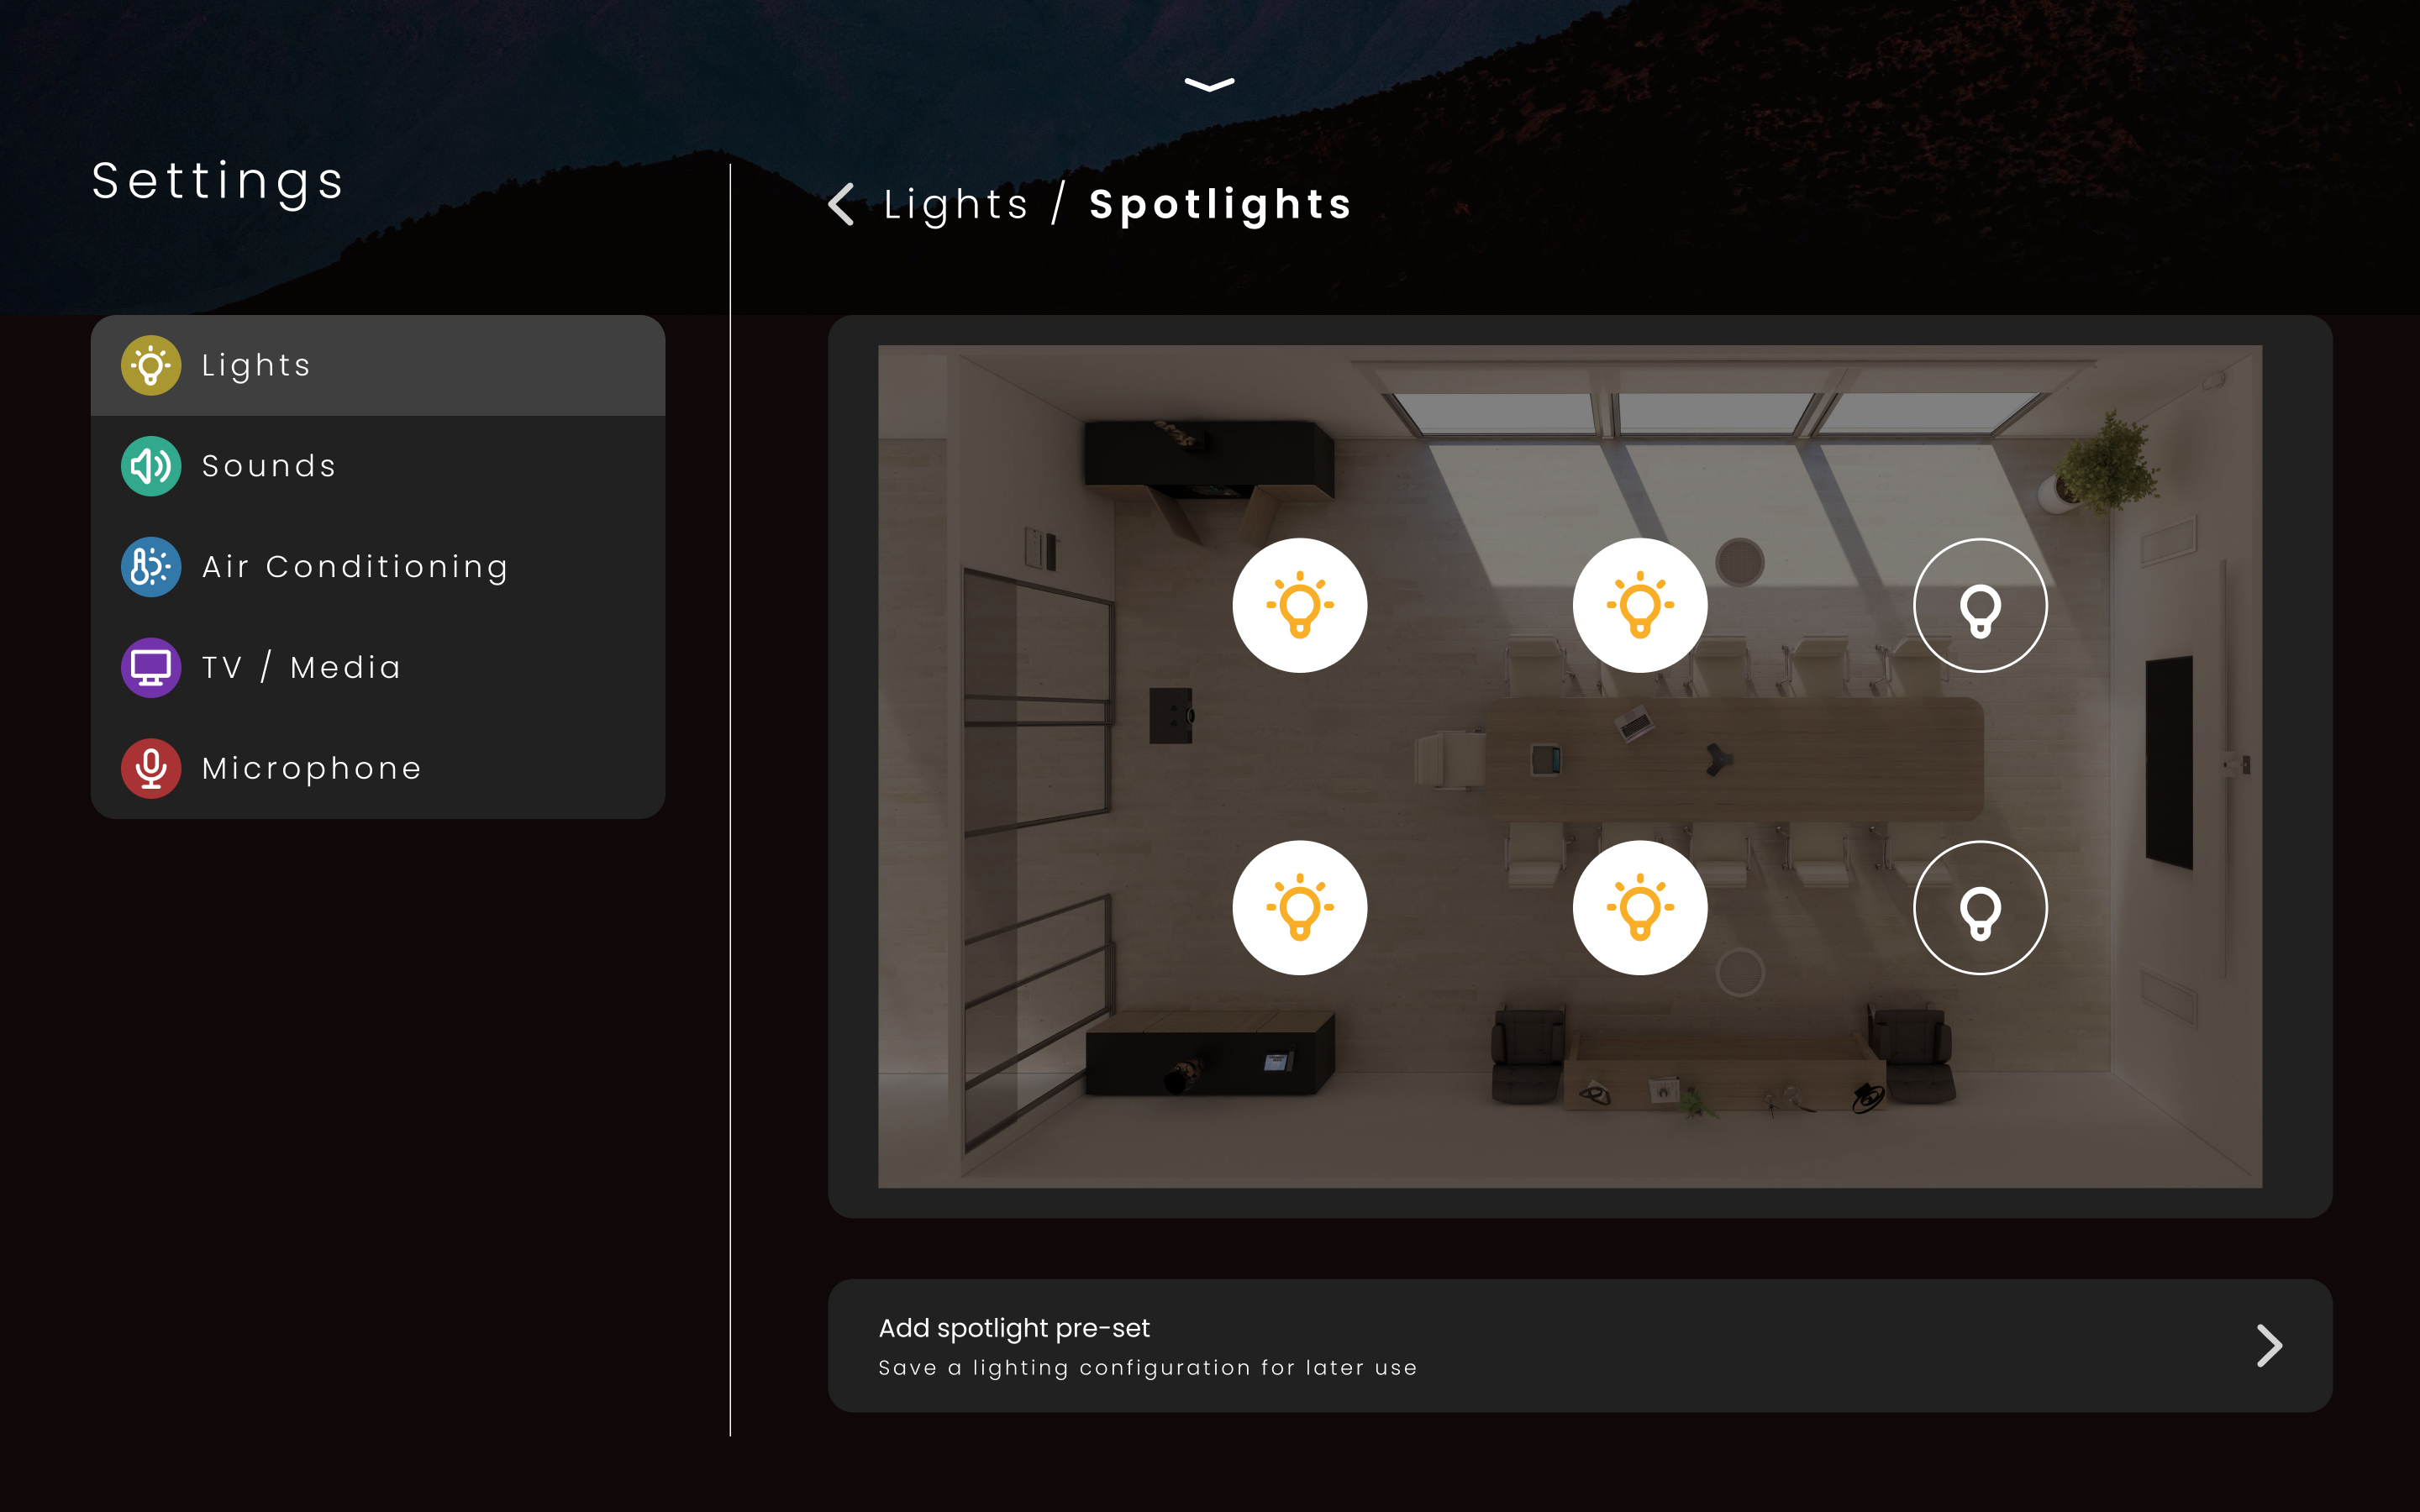 Settings
Lights / Spotlights
Lights
Sounds
Air Conditioning
TV / Media
Microphone
Add spotlight pre-set
Save a lighting configuration for later use